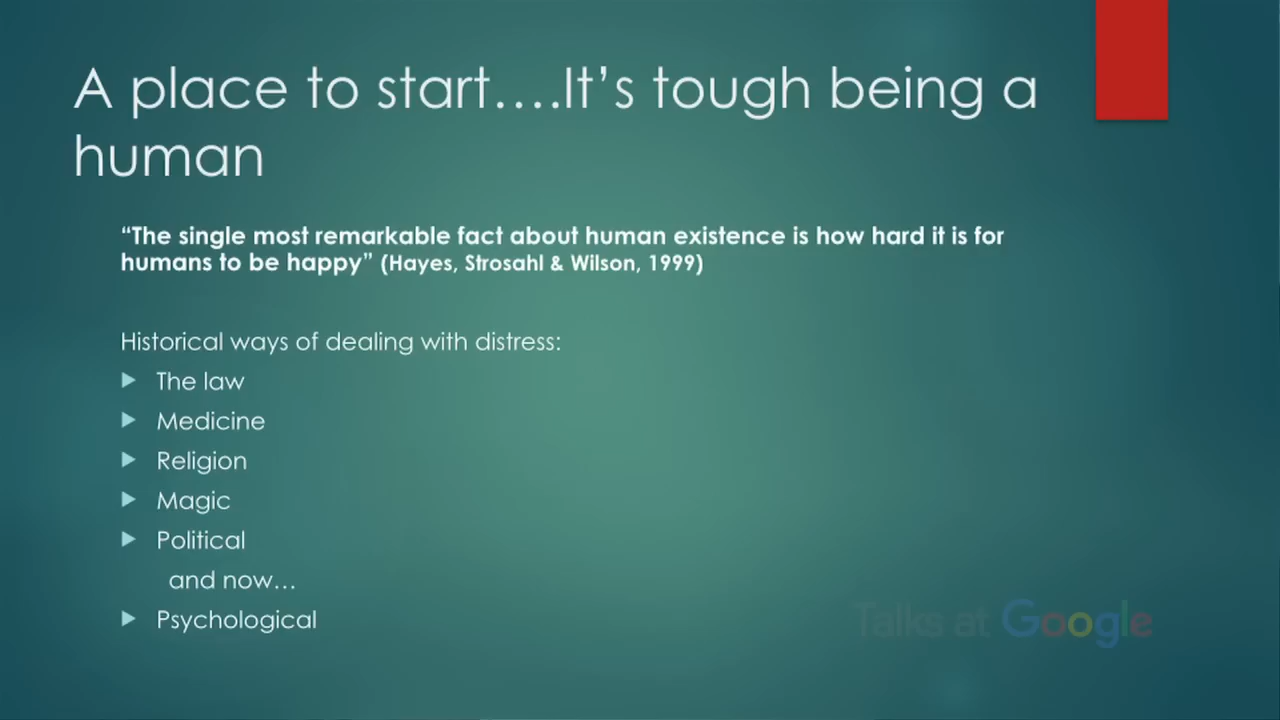 A place to start....It’s tough being a
human
“The single most remarkable fact about human existence is how hard it is for
humans to be happy” (Hayes, Strosahl & Wilson, 1999)
Historical ways of dealing with distress:
The law
Medicine
Religion
Magic
Political
and now...
Psychological
Talks at Google